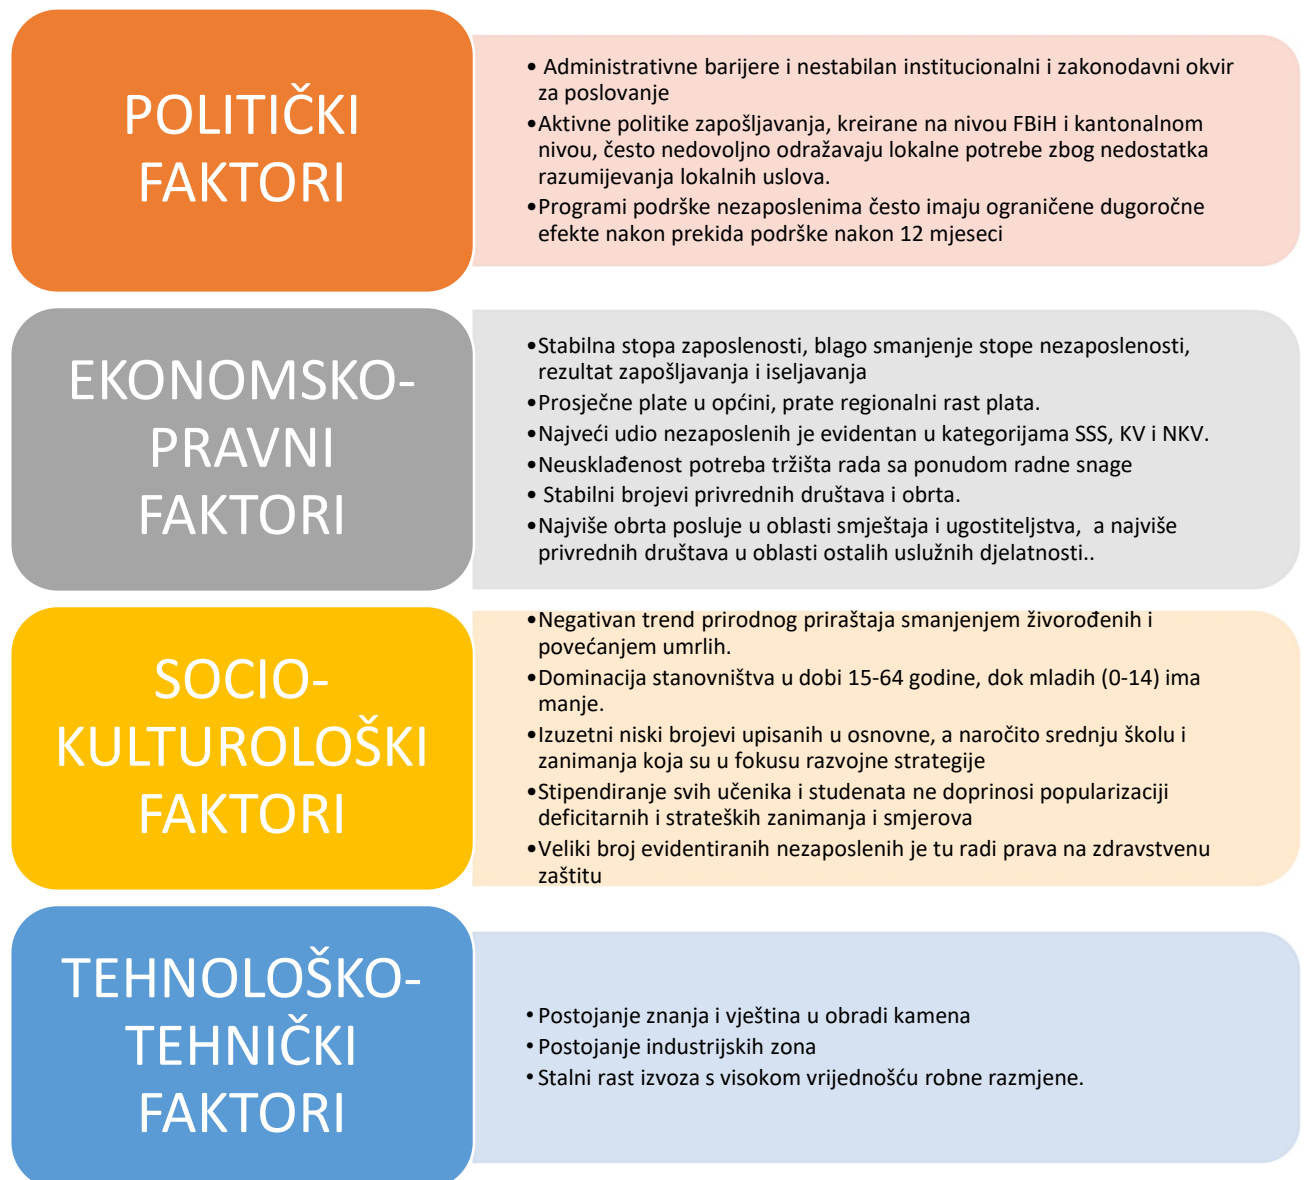 POLITIČKI
FAKTORI
• Administrativne barijere i nestabilan institucionalni i zakonodavni okvir
za poslovanje
•Aktivne politike zapošljavanja, kreirane na nivou FBiH i kantonalnom
nivou, često nedovoljno odražavaju lokalne potrebe zbog nedostatka
razumijevanja lokalnih uslova.
•Programi podrške nezaposlenima često imaju ograničene dugoročne
efekte nakon prekida podrške nakon 12 mjeseci
EKONOMSKO-
PRAVNI
FAKTORI
•Stabilna stopa zaposlenosti, blago smanjenje stope nezaposlenosti,
rezultat zapošljavanja i iseljavanja
•Prosječne plate u općini, prate regionalni rast plata.
•Najveći udio nezaposlenih je evidentan u kategorijama SSS, KV i NKV.
•Neusklađenost potreba tržišta rada sa ponudom radne snage
• Stabilni brojevi privrednih društava i obrta.
•Najviše obrta posluje u oblasti smještaja i ugostiteljstva,  a najviše
privrednih društava u oblasti ostalih uslužnih djelatnosti..
SOCIO-
KULTUROLOŠKI
FAKTORI
•Negativan trend prirodnog priraštaja smanjenjem živorođenih i
povećanjem umrlih.
•Dominacija stanovništva u dobi 15-64 godine, dok mladih (0-14) ima
manje.
•Izuzetni niski brojevi upisanih u osnovne, a naročito srednju školu i
zanimanja koja su u fokusu razvojne strategije
•Stipendiranje svih učenika i studenata ne doprinosi popularizaciji
deficitarnih i strateških zanimanja i smjerova
•Veliki broj evidentiranih nezaposlenih je tu radi prava na zdravstvenu
zaštitu
TEHNOLOŠKO-
TEHNIČKI
FAKTORI
• Postojanje znanja i vještina u obradi kamena
• Postojanje industrijskih zona
• Stalni rast izvoza s visokom vrijednošću robne razmjene.